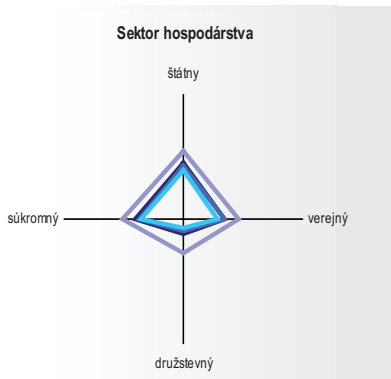 Sektor hospodárstva
štátny
súkromný
verejný
družstevný